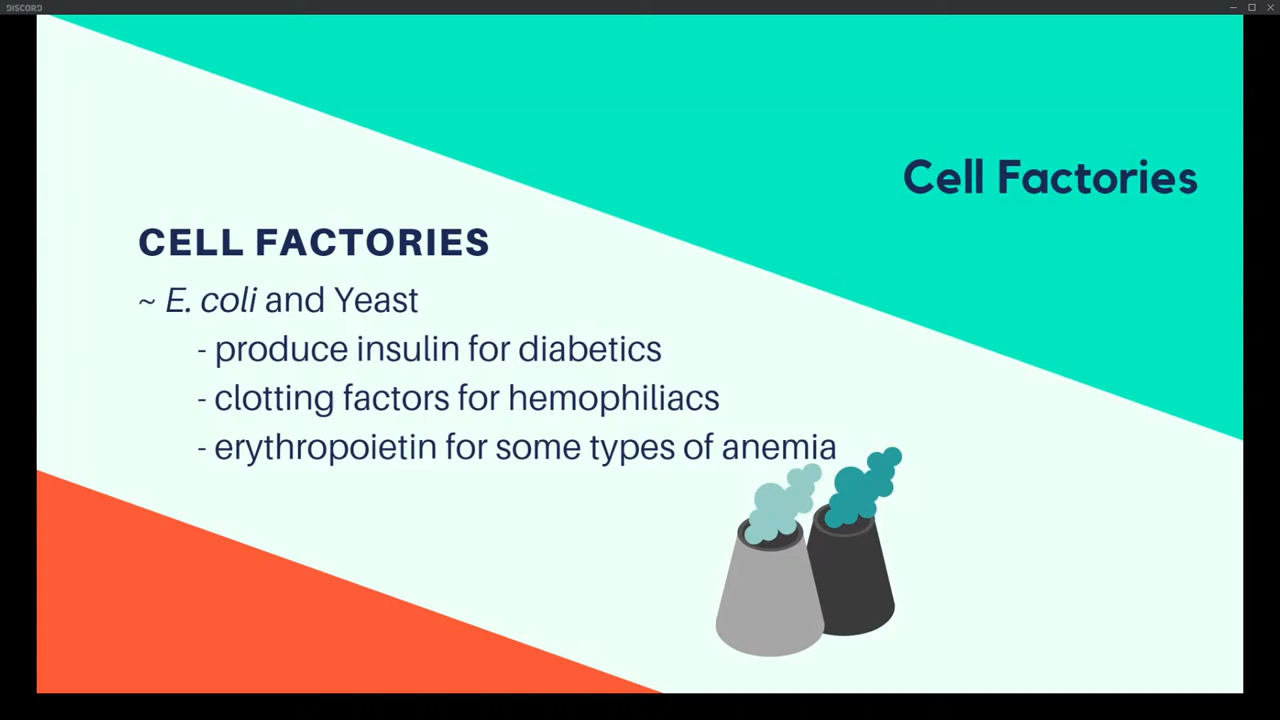 DISCORD
Cell Factories
CELL FACTORIES
~ E. coli and Yeast
- produce insulin for diabetics
- clotting factors for hemophiliacs
- erythropoietin for some types of anemia